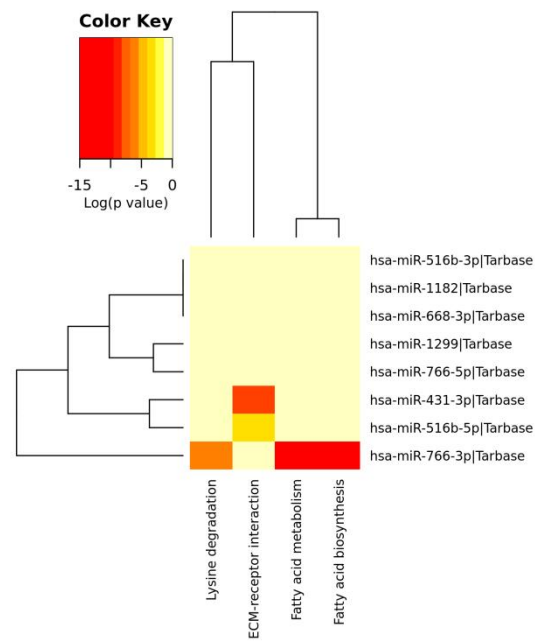 Color Key
-15 -5 0
Log(p value)
hsa-miR-516b-3p|Tarbase
hsa-miR-1182|Tarbase
hsa-miR-668-3p|Tarbase
hsa-miR-1299|Tarbase
hsa-miR-766-5p|Tarbase
hsa-miR-431-3p|Tarbase
hsa-miR-516b-5p|Tarbase
hsa-miR-766-3p|Tarbase
Lysine degradation
ECM-receptor interaction
Fatty acid metabolism
Fatty acid biosynthesis